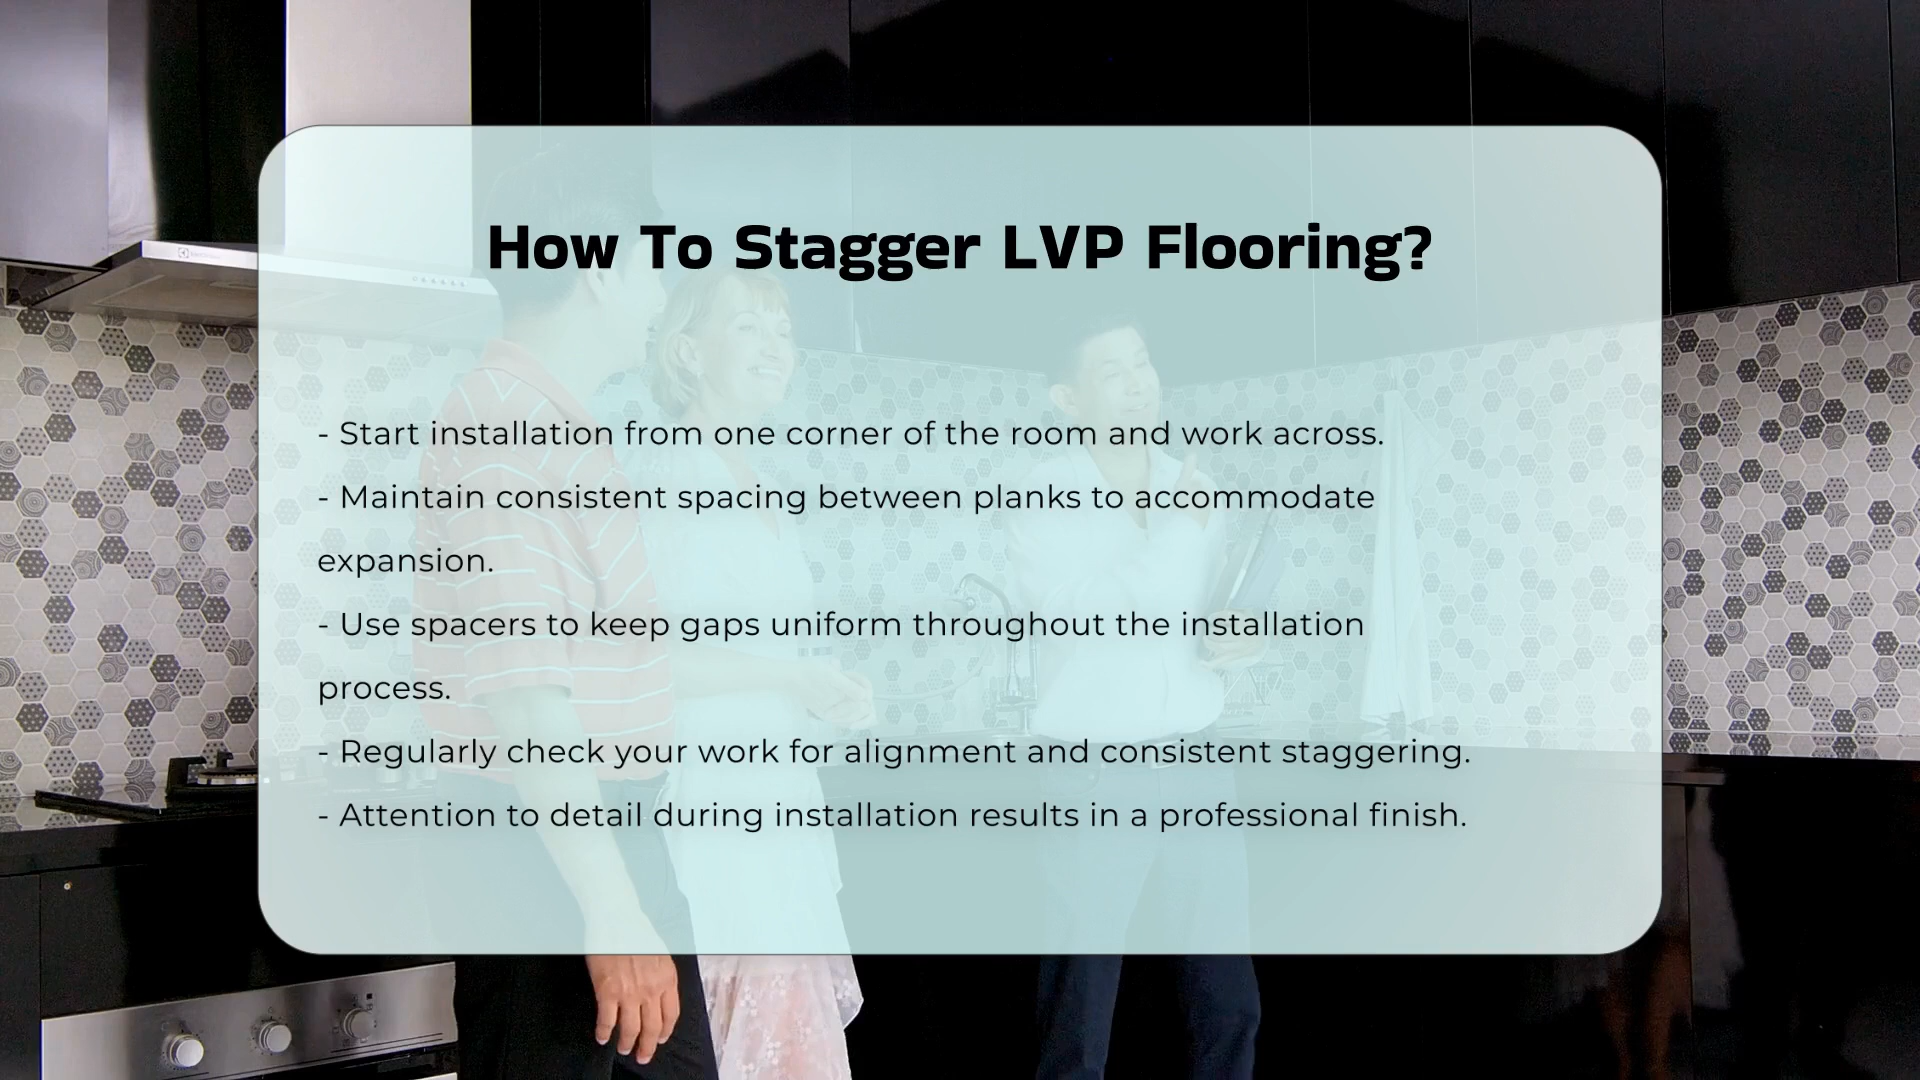 How To Stagger LVP Flooring?
- Start installation from one corner of the room and work across.
- Maintain consistent spacing between planks to accommodate
expansion.
- Use spacers to keep gaps uniform throughout the installation
process.
- Regularly check your work for alignment and consistent staggering.
- Attention to detail during installation results in a professional finish.